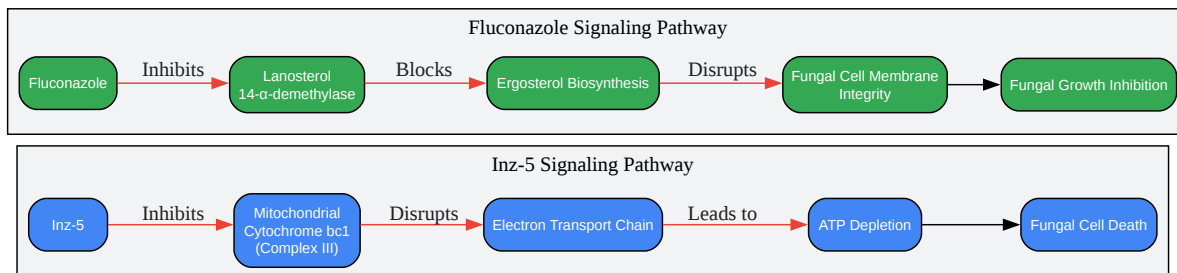 Fluconazole Signaling Pathway
Fluconazole
Inhibits
Lanosterol
14-α-demethylase
Blocks
Ergosterol Biosynthesis
Disrupts
Fungal Cell Membrane
Integrity
Fungal Growth Inhibition
Inz-5 Signaling Pathway
Inz-5
Inhibits
Mitochondrial
Cytochrome bc1
(Complex III)
Disrupts
Electron Transport Chain
Leads to
ATP Depletion
Fungal Cell Death